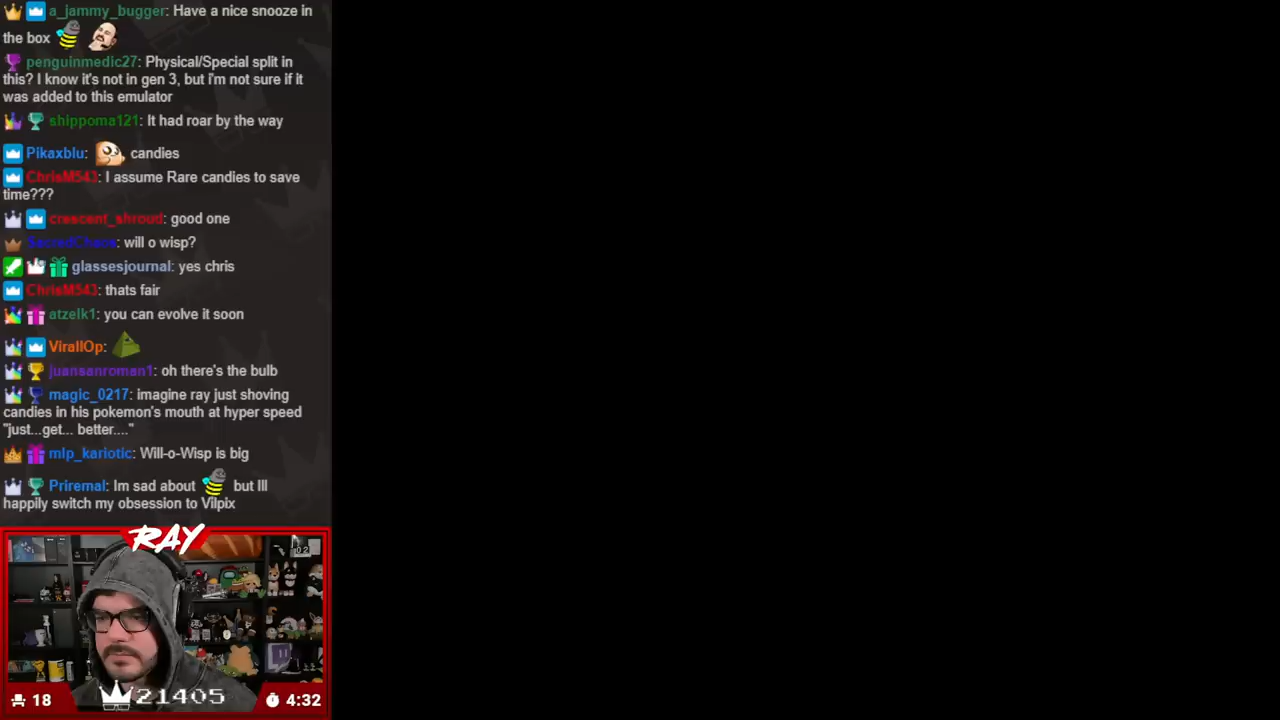 a_jammy_bugger: Have a nice snooze in
the box
penguinmedic27: Physical/Special split in
this? I know it's not in gen 3, but i'm not sure if it
was added to this emulator
shippoma121: It had roar by the way
Pikaxblu: candies
ChrisM543: I assume Rare candies to save
time???
crescent_shroud: good one
SacredChaos: will o wisp?
glassesjournal: yes chris
ChrisM543: thats fair
atzelk1: you can evolve it soon
VirallOp:
juansanroman1: oh there's the bulb
magic_0217: imagine ray just shoving
candies in his pokemon's mouth at hyper speed
"just...get... better...."
mlp_kariotic: Will-o-Wisp is big
Priremal: Im sad about but Ill
happily switch my obsession to Vilpix
RAY
18 21405 4:32